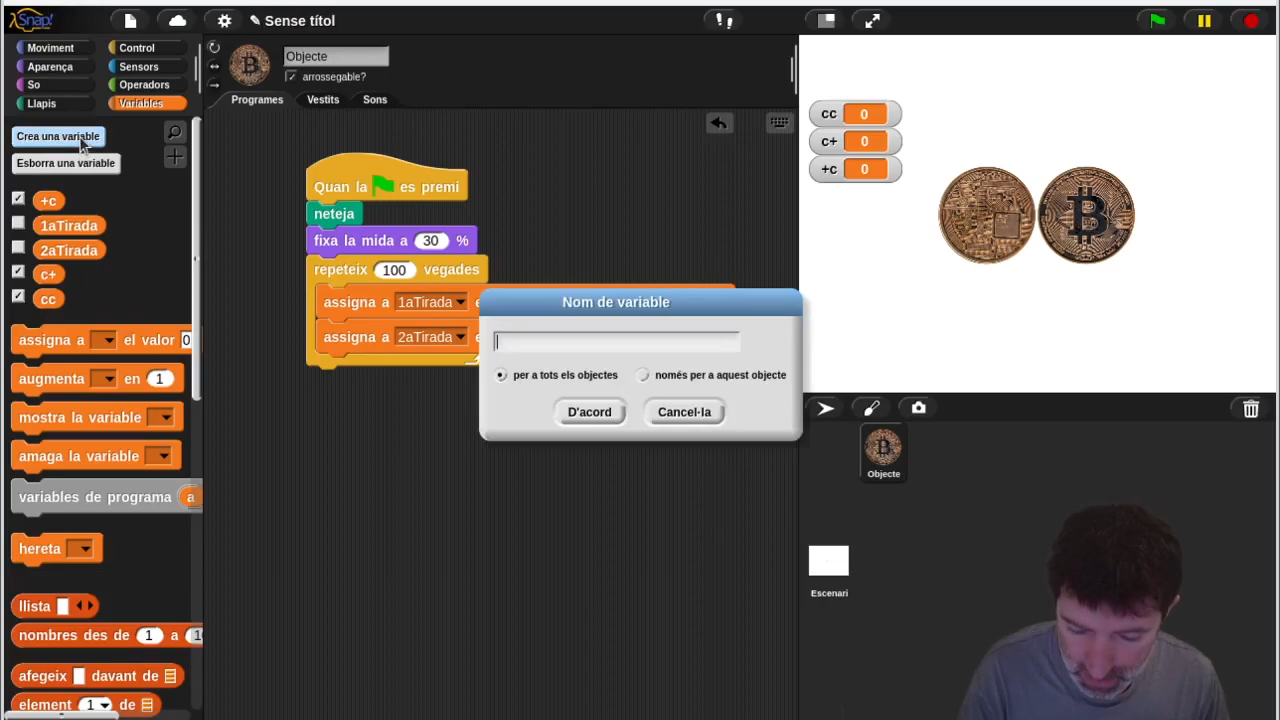 Snap!
Sense títol
Moviment
Control
Aparença
Sensors
So
Operadors
Llapis
Variables
Crea una variable
Esborra una variable
+c
1aTirada
2aTirada
c+
cc
assigna a el valor 0
augmenta en 1
mostra la variable
amaga la variable
variables de programa a
hereta
llista
nombres des de 1 a 10
afegeix davant de
element 1 de
Objecte
arrossegable?
Programes
Vestits
Sons
Quan la es premi
neteja
fixa la mida a 30 %
repeteix 100 vegades
assigna a 1aTirada
assigna a 2aTirada
Nom de variable
per a tots els objectes
només per a aquest objecte
D'acord
Cancel·la
cc 0
c+ 0
+c 0
Objecte
Escenari